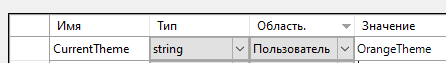 Имя Тип Область. Значение
CurrentTheme string Пользователь OrangeTheme